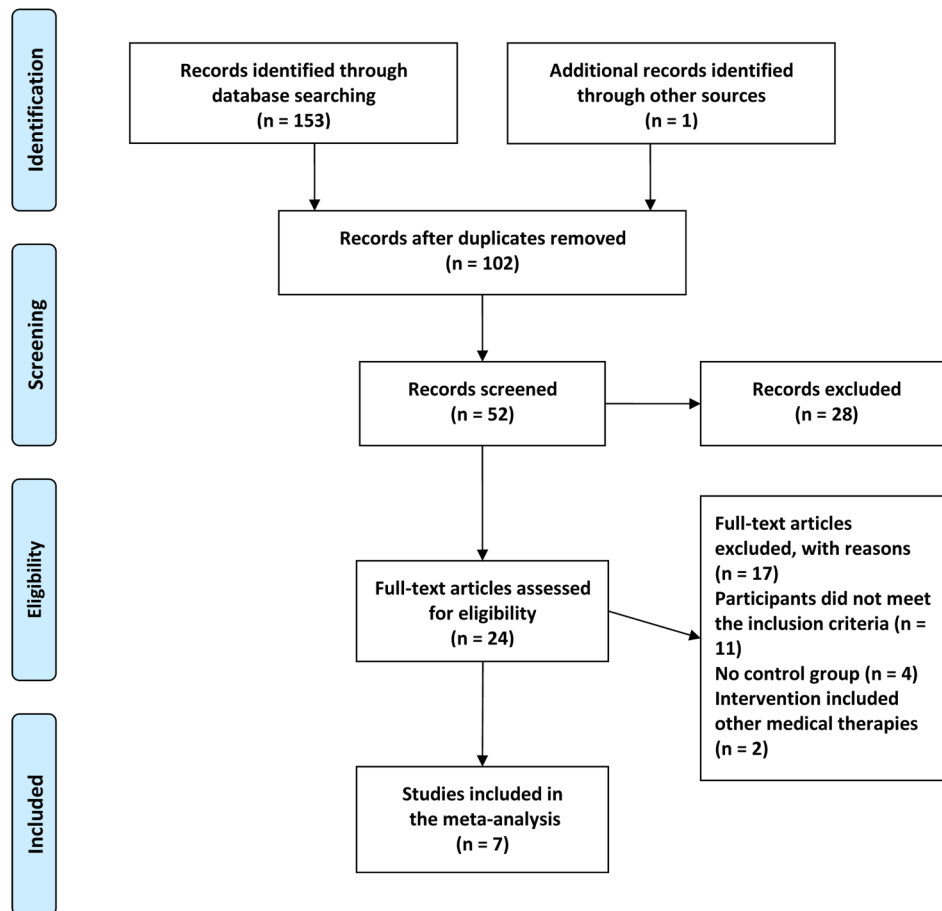 Identification
Records identified through
database searching
(n = 153)
Additional records identified
through other sources
(n = 1)
Records after duplicates removed
(n = 102)
Screening
Records screened
(n = 52)
Records excluded
(n = 28)
Eligibility
Full-text articles assessed
for eligibility
(n = 24)
Full-text articles
excluded, with reasons
(n = 17)
Participants did not meet
the inclusion criteria (n =
11)
No control group (n = 4)
Intervention included
other medical therapies
(n = 2)
Included
Studies included in
the meta-analysis
(n = 7)